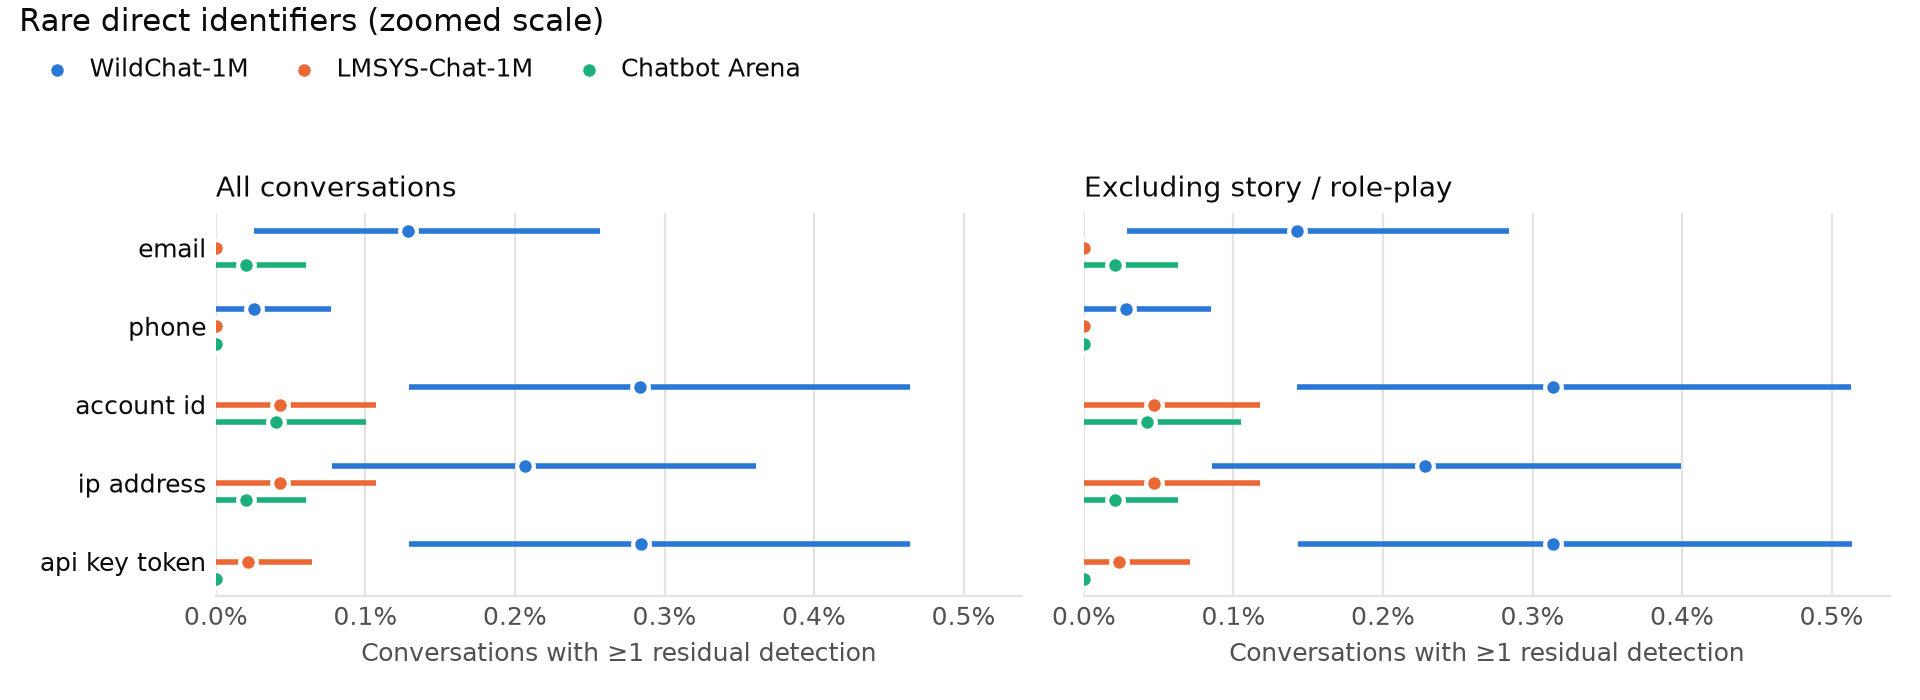 Rare direct identifiers (zoomed scale)
WildChat-1M LMSYS-Chat-1M Chatbot Arena
All conversations
email
phone
account id
ip address
api key token
0.0% 0.1% 0.2% 0.3% 0.4% 0.5%
Conversations with ≥1 residual detection
Excluding story / role-play
0.0% 0.1% 0.2% 0.3% 0.4% 0.5%
Conversations with ≥1 residual detection